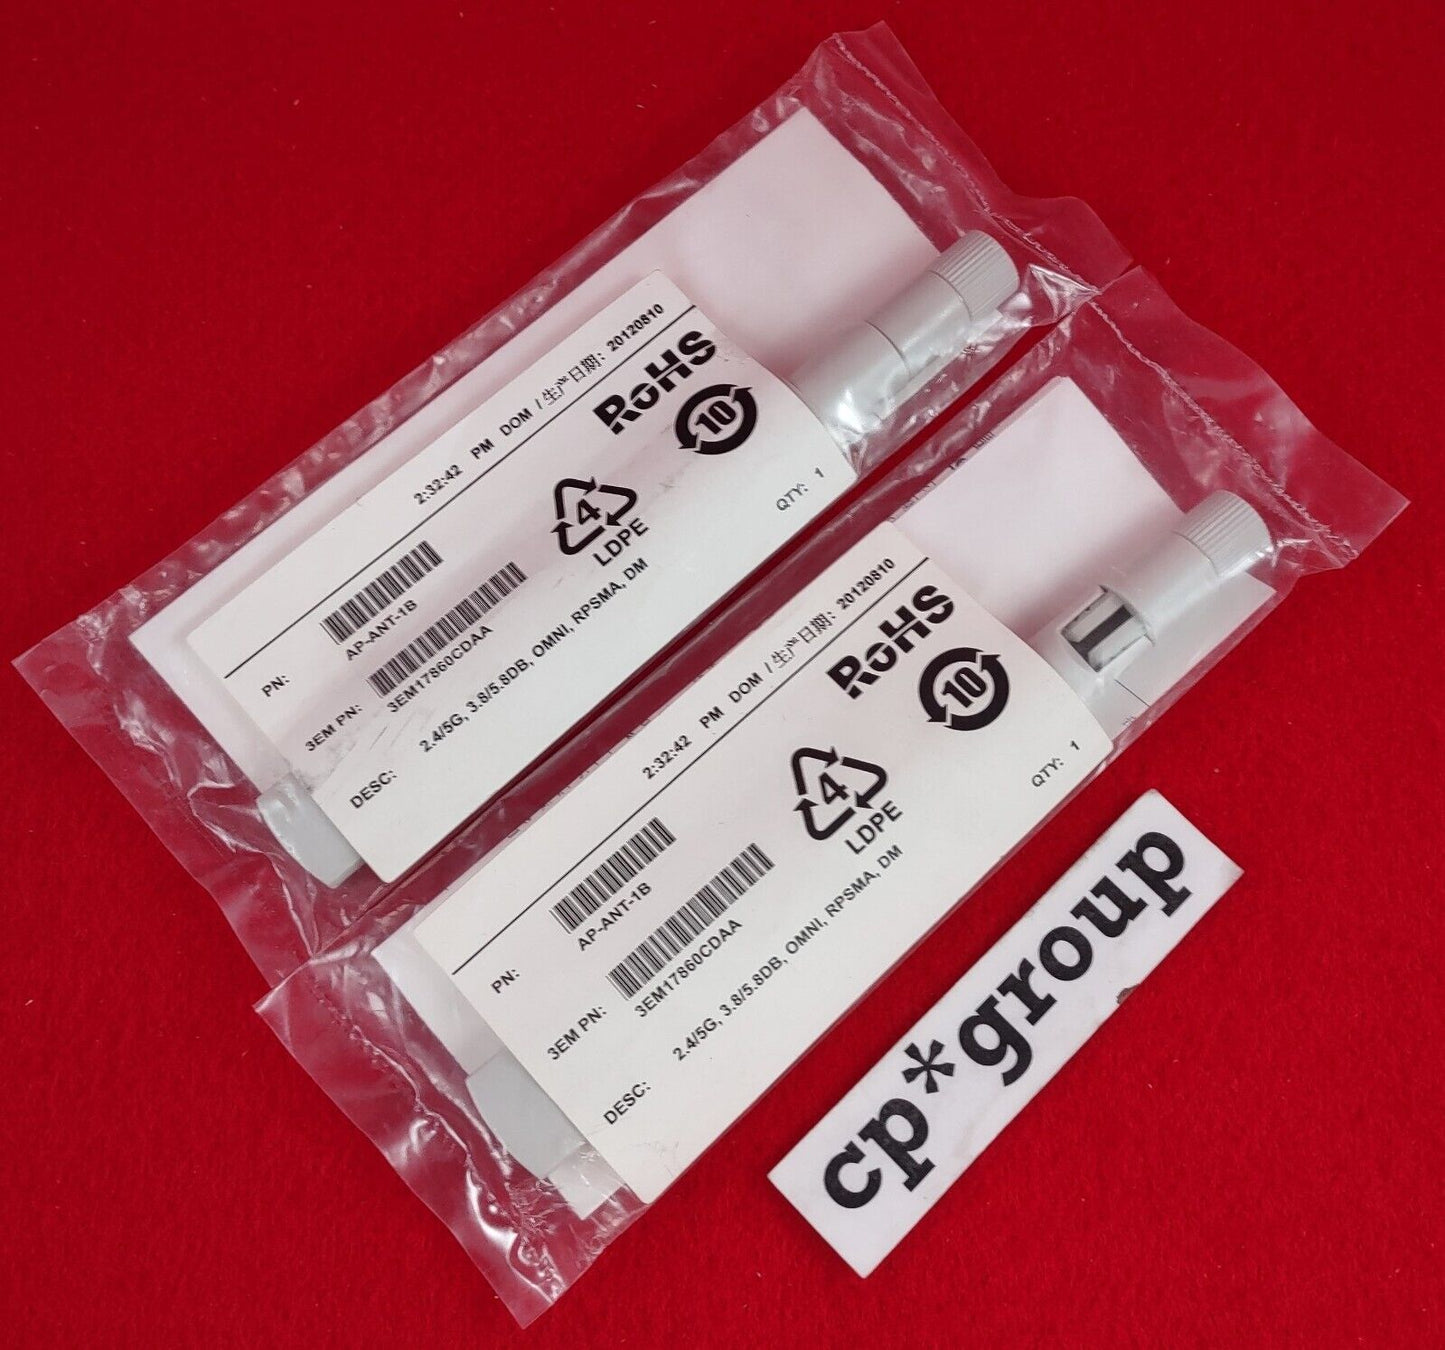 2:32:42 PM DOM / 生产日期: 20120810
RoHS
10
PN:
AP-ANT-1B
4
LDPE
QTY: 1
3EM PN:
3EM17860CDAA
DESC:
2.4/5G, 3.8/5.8DB, OMNI, RPSMA, DM
2:32:42 PM DOM / 生产日期: 20120810
RoHS
10
PN:
AP-ANT-1B
4
LDPE
QTY: 1
3EM PN:
3EM17860CDAA
DESC:
2.4/5G, 3.8/5.8DB, OMNI, RPSMA, DM
cp*group